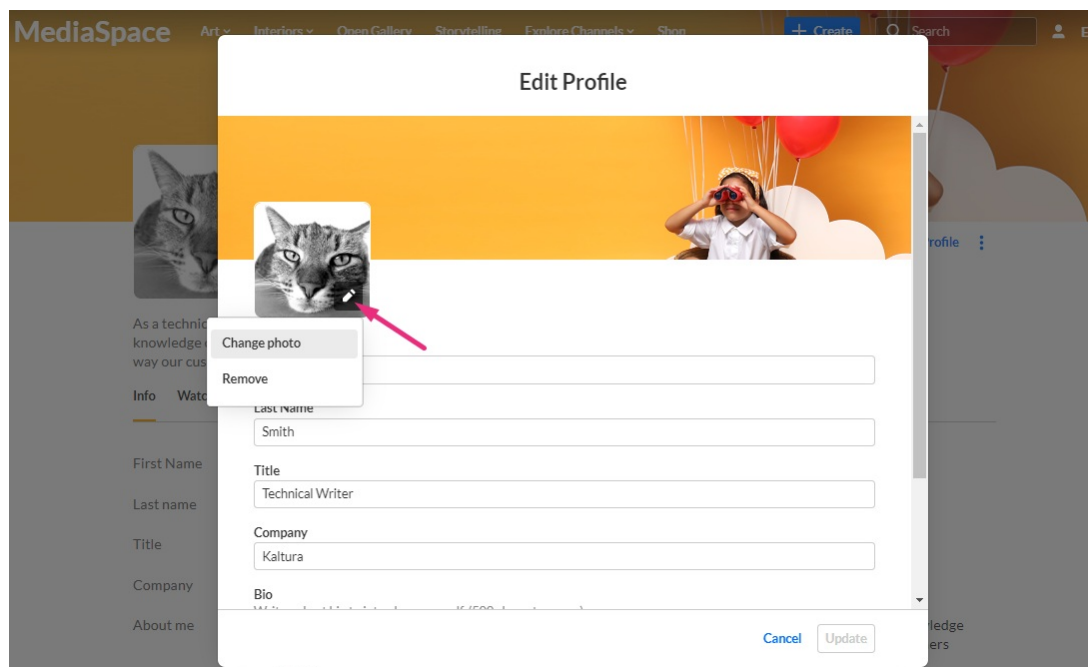 MediaSpace Art Interiors Open Gallery Storytelling Explore Channels Shop + Create Search E
Edit Profile
rofile
As a technic
knowledge
way our cus
Change photo
Remove
Info Watc
Last Name
Smith
First Name
Title
Technical Writer
Last name
Company
Title
Kaltura
Company
Bio
About me
ledge
ers
Cancel Update